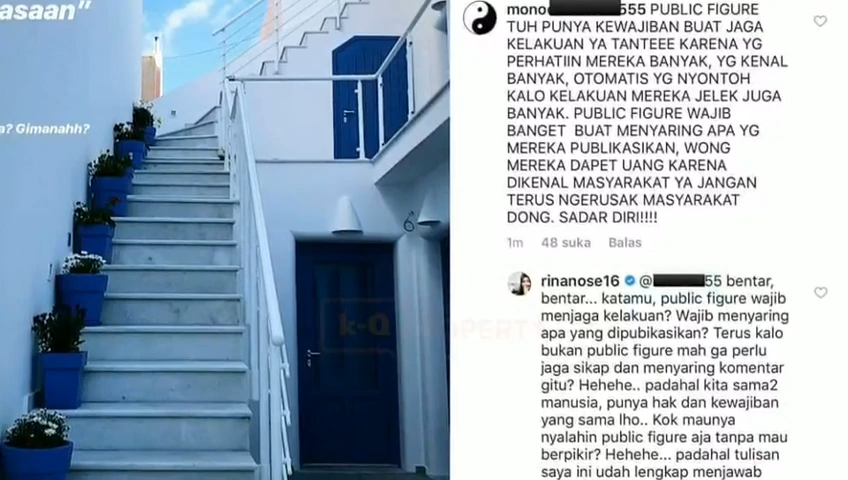 asaan”
a? Gimanahh?
k-Q
mono 555 PUBLIC FIGURE
TUH PUNYA KEWAJIBAN BUAT JAGA
KELAKUAN YA TANTEEE KARENA YG
PERHATIIN MEREKA BANYAK, YG KENAL
BANYAK, OTOMATIS YG NYONTOH
KALO KELAKUAN MEREKA JELEK JUGA
BANYAK. PUBLIC FIGURE WAJIB
BANGET BUAT MENYARING APA YG
MEREKA PUBLIKASIKAN, WONG
MEREKA DAPET UANG KARENA
DIKENAL MASYARAKAT YA JANGAN
TERUS NGERUSAK MASYARAKAT
DONG. SADAR DIRI!!!!
1m 48 suka Balas
rinanose16 @ 55 bentar,
bentar... katamu, public figure wajib
menjaga kelakuan? Wajib menyaring
apa yang dipubikasikan? Terus kalo
bukan public figure mah ga perlu
jaga sikap dan menyaring komentar
gitu? Hehehe.. padahal kita sama2
manusia, punya hak dan kewajiban
yang sama lho.. Kok maunya
nyalahin public figure aja tanpa mau
berpikir? Hehehe... padahal tulisan
saya ini udah lengkap menjawab